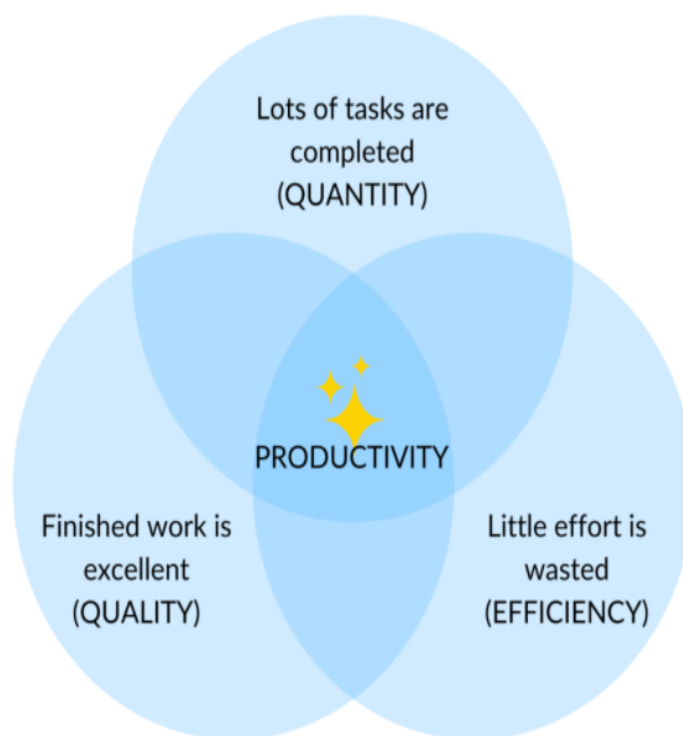 Lots of tasks are
completed
(QUANTITY)
PRODUCTIVITY
Finished work is
excellent
(QUALITY)
Little effort is
wasted
(EFFICIENCY)